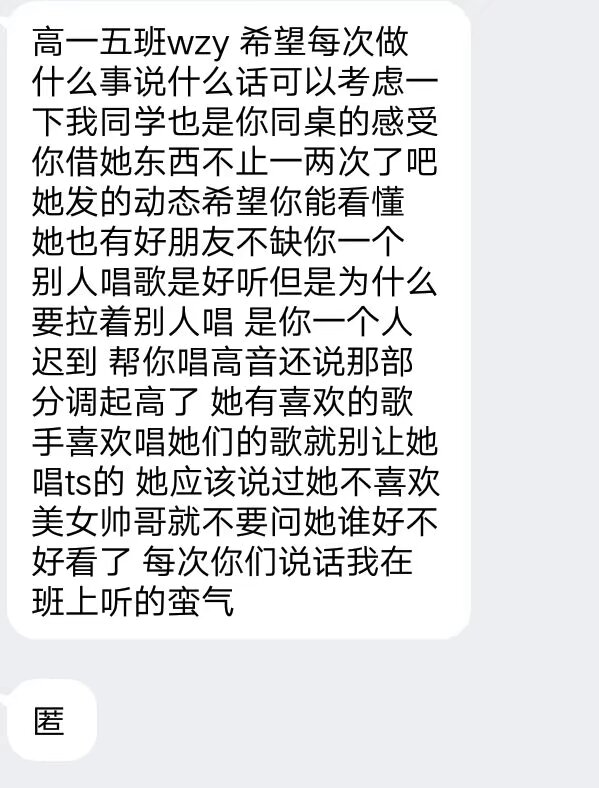 高一五班wzy 希望每次做
什么事说什么话可以考虑一
下我同学也是你同桌的感受
你借她东西不止一两次了吧
她发的动态希望你能看懂
她也有好朋友不缺你一个
别人唱歌是好听但是为什么
要拉着别人唱 是你一个人
迟到 帮你唱高音还说那部
分调起高了 她有喜欢的歌
手喜欢唱她们的歌就别让她
唱ts的 她应该说过她不喜欢
美女帅哥就不要问她谁好不
好看了 每次你们说话我在
班上听的蛮气
匿